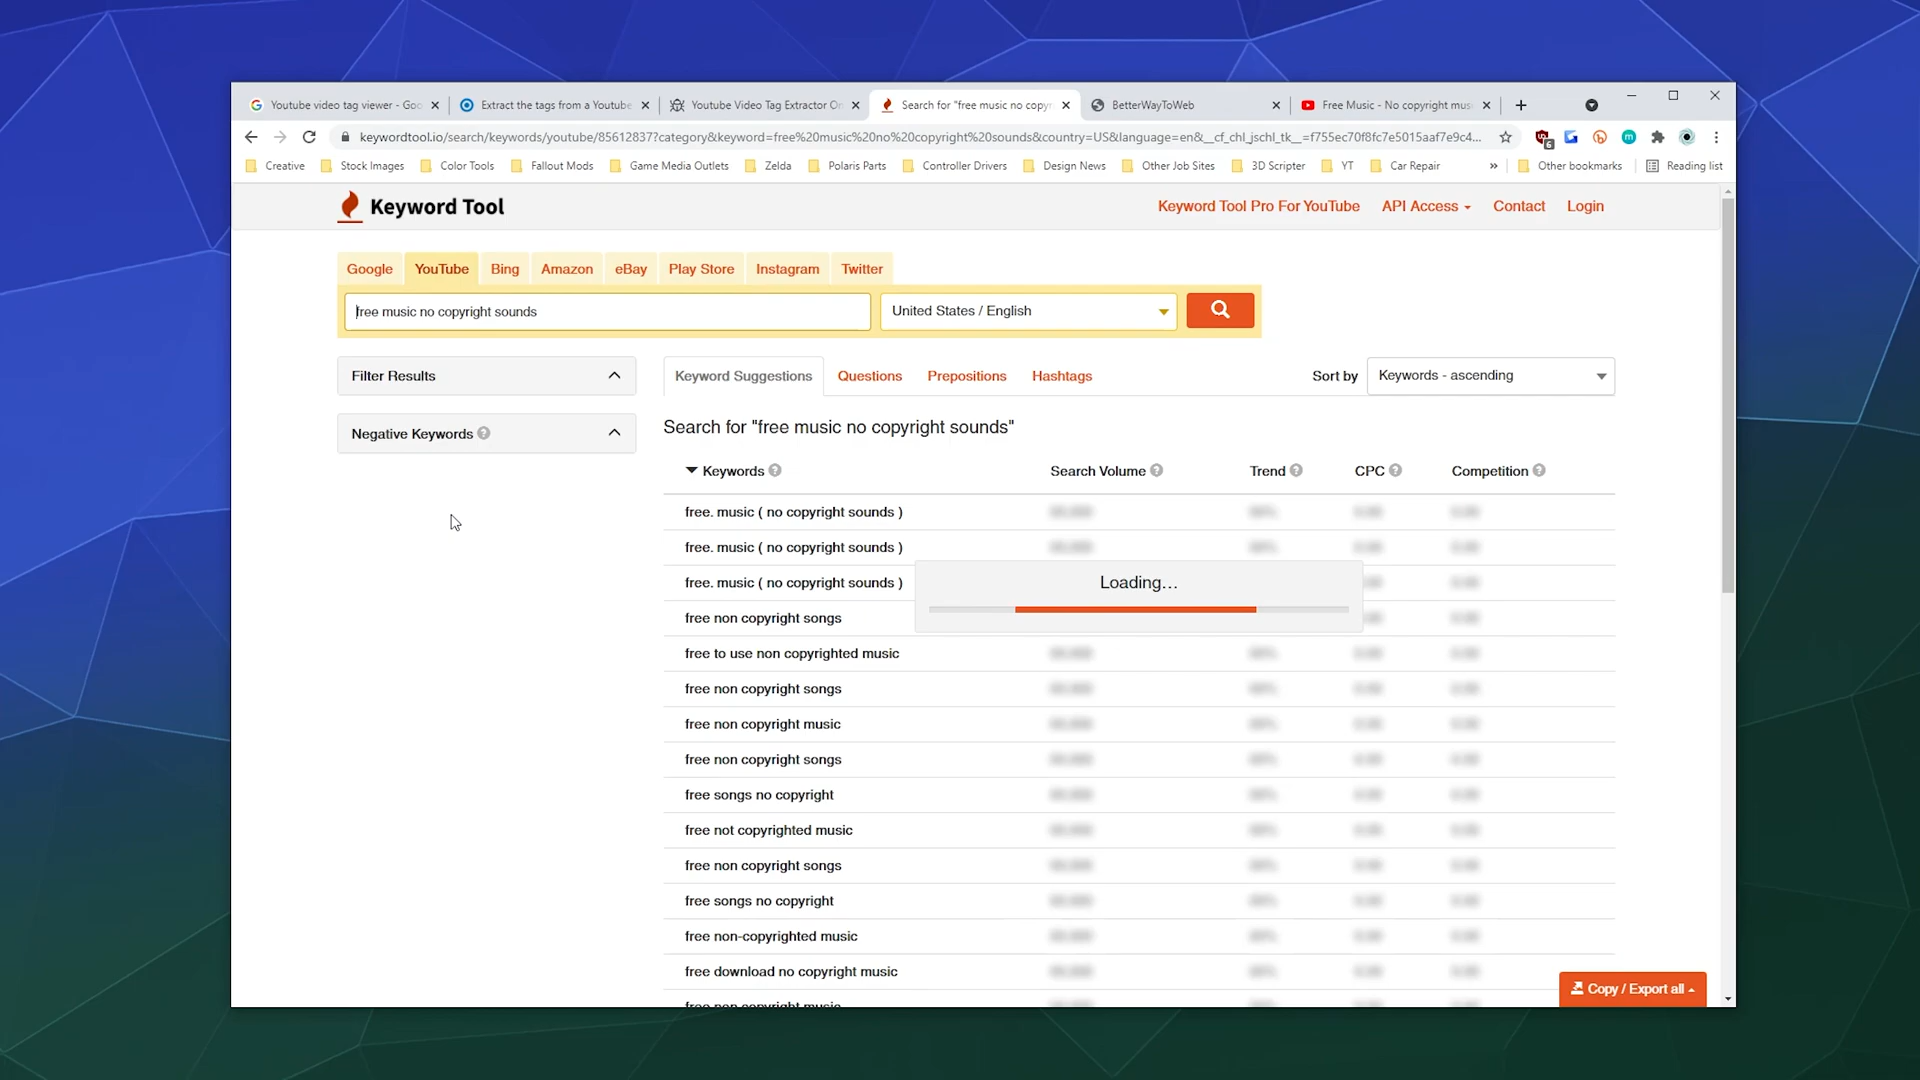 Youtube video tag viewer - Goo
Extract the tags from a Youtube
Youtube Video Tag Extractor On
Search for "free music no copyr
BetterWayToWeb
Free Music - No copyright mus
keywordtool.io/search/keywords/youtube/8561283​7?category&keyword=free%20music%20no%20copyright%20sounds&country=US&language=en&__cf_chl_jschl_tk__=f755ec70f8fc7e5015aaf7e9c4...
6
Creative Stock Images Color Tools Fallout Mods Game Media Outlets Zelda Polaris Parts Controller Drivers Design News Other Job Sites 3D Scripter YT Car Repair » Other bookmarks Reading list
Keyword Tool
Keyword Tool Pro For YouTube API Access Contact Login
Google YouTube Bing Amazon eBay Play Store Instagram Twitter
free music no copyright sounds
United States / English
Filter Results
Negative Keywords ?
Keyword Suggestions Questions Prepositions Hashtags
Sort by Keywords - ascending
Search for "free music no copyright sounds"
Keywords ? Search Volume ? Trend ? CPC ? Competition ?
free. music ( no copyright sounds )
free. music ( no copyright sounds )
free. music ( no copyright sounds )
Loading...
free non copyright songs
free to use non copyrighted music
free non copyright songs
free non copyright music
free non copyright songs
free songs no copyright
free not copyrighted music
free non copyright songs
free songs no copyright
free non-copyrighted music
free download no copyright music
free non copyright music
Copy / Export all